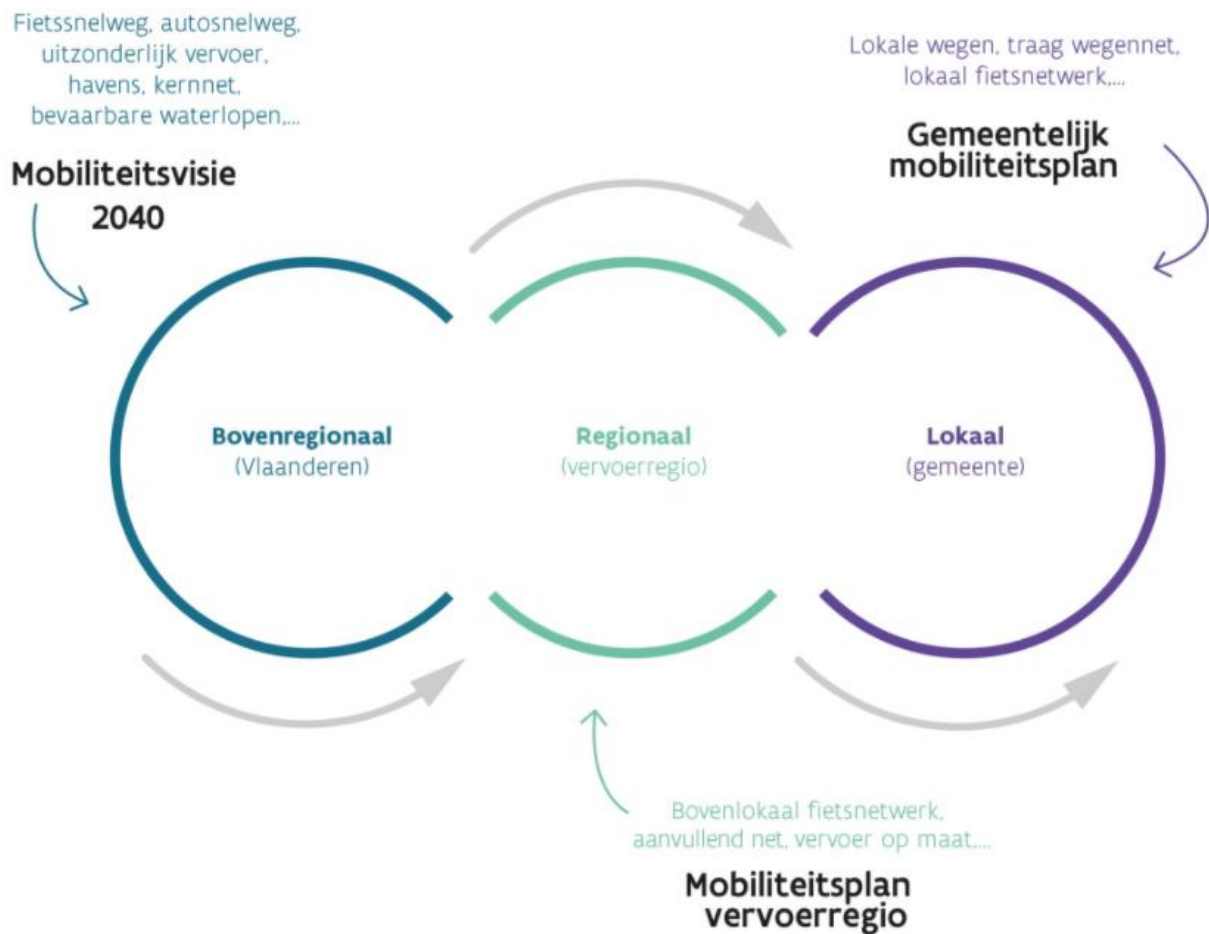 Fietssnelweg, autosnelweg,
uitzonderlijk vervoer,
havens, kernnet,
bevaarbare waterlopen,...
Mobiliteitsvisie
2040
Lokale wegen, traag wegennet,
lokaal fietsnetwerk,...
Gemeentelijk
mobiliteitsplan
Bovenregionaal
(Vlaanderen)
Regionaal
(vervoerregio)
Lokaal
(gemeente)
Bovenlokaal fietsnetwerk,
aanvullend net, vervoer op maat,...
Mobiliteitsplan
vervoerregio